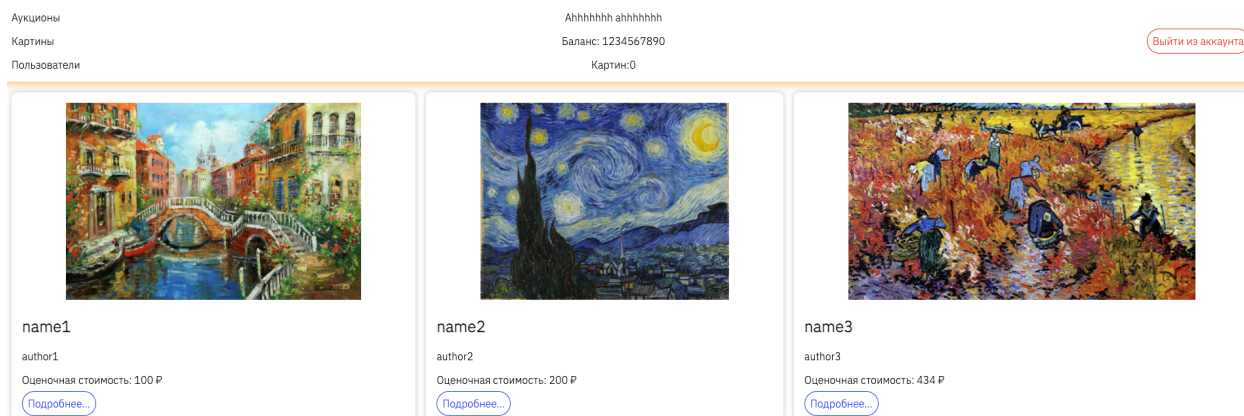 Аукционы
Ahhhhhhh ahhhhhhh
Картины
Баланс: 1234567890
Выйти из аккаунта
Пользователи
Картин:0
name1
author1
Оценочная стоимость: 100 ₽
Подробнее...
name2
author2
Оценочная стоимость: 200 ₽
Подробнее...
name3
author3
Оценочная стоимость: 434 ₽
Подробнее...